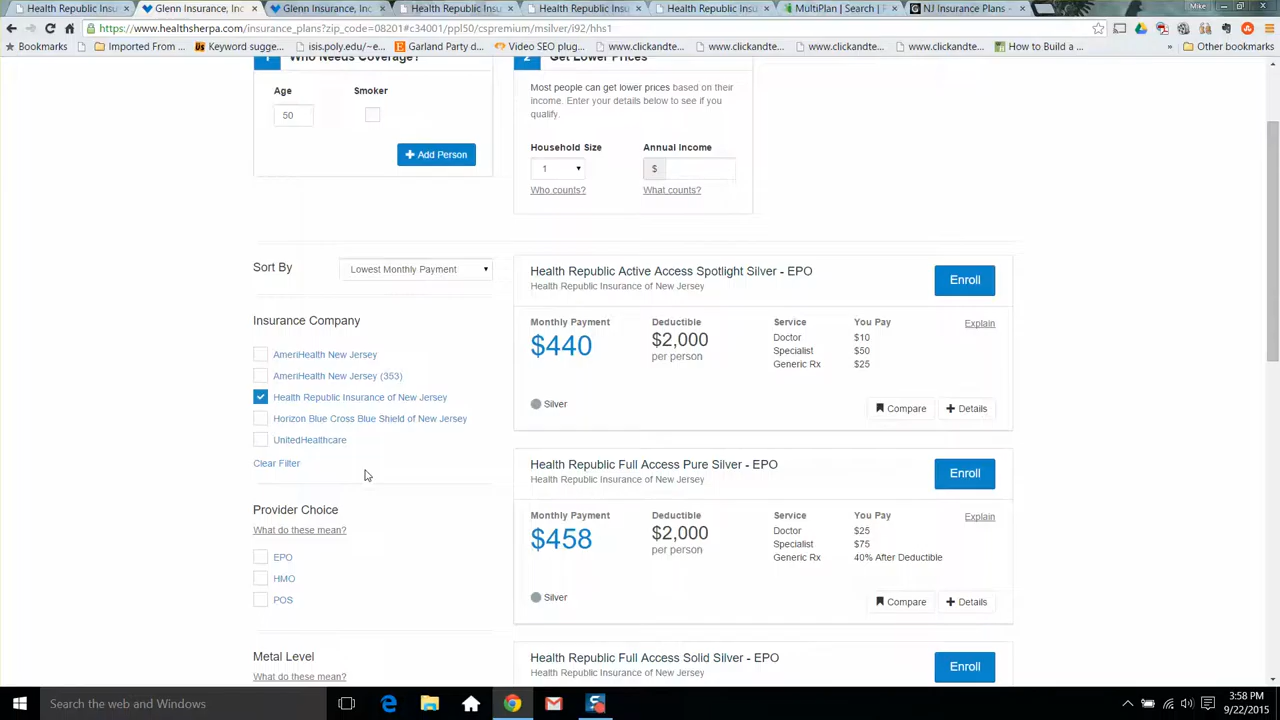 Health Republic Insuran
Glenn Insurance, Inc
Glenn Insurance, Inc
Health Republic Insu
Health Republic Insu
MultiPlan | Search | F
NJ Insurance Plans -
Mike
https://www.healthsherpa.com/insurance_plans?zip_code=08201#c34001/ppl50/cspremium/msilver/i92/hhs1
Bookmarks
Imported From ...
Keyword sugge...
isis.poly.edu/~e...
Garland Party d...
Video SEO plug...
www.clickandte...
www.clickandte...
www.clickandte...
www.clickandte...
How to Build a ...
»
Other bookmarks
1 Who Needs Coverage?
2 Get Lower Prices
Age Smoker
50
+ Add Person
Most people can get lower prices based on their
income. Enter your details below to see if you
qualify.
Household Size Annual Income
1 $
Who counts? What counts?
Sort By Lowest Monthly Payment
Insurance Company
AmeriHealth New Jersey
AmeriHealth New Jersey (353)
Health Republic Insurance of New Jersey
Horizon Blue Cross Blue Shield of New Jersey
UnitedHealthcare
Clear Filter
Provider Choice
What do these mean?
EPO
HMO
POS
Metal Level
What do these mean?
Health Republic Active Access Spotlight Silver - EPO
Health Republic Insurance of New Jersey
Enroll
Monthly Payment Deductible Service You Pay Explain
$440 $2,000 per person
Doctor $10
Specialist $50
Generic Rx $25
Silver
Compare + Details
Health Republic Full Access Pure Silver - EPO
Health Republic Insurance of New Jersey
Enroll
Monthly Payment Deductible Service You Pay Explain
$458 $2,000 per person
Doctor $25
Specialist $75
Generic Rx 40% After Deductible
Silver
Compare + Details
Health Republic Full Access Solid Silver - EPO
Health Republic Insurance of New Jersey
Enroll
Search the web and Windows
3:58 PM
9/22/2015